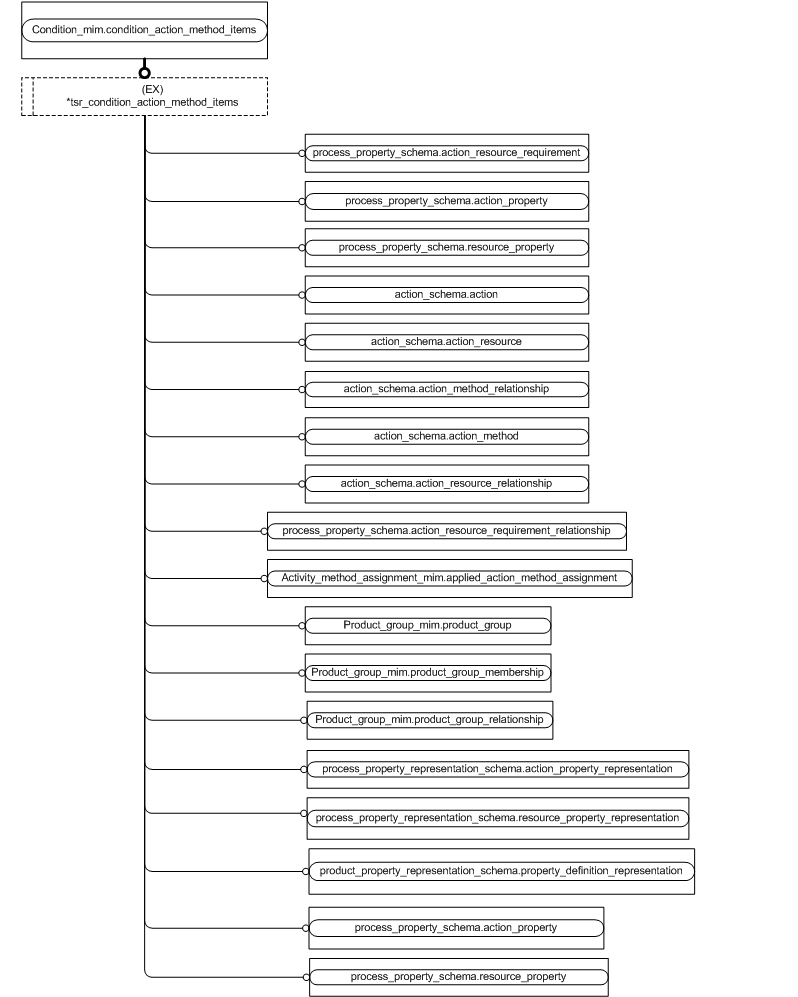 Condition_mim.condition_action_method_items
(EX)
*tsr_condition_action_method_items
process_property_schema.action_resource_requirement
process_property_schema.action_property
process_property_schema.resource_property
action_schema.action
action_schema.action_resource
action_schema.action_method_relationship
action_schema.action_method
action_schema.action_resource_relationship
process_property_schema.action_resource_requirement_relationship
Activity_method_assignment_mim.applied_action_method_assignment
Product_group_mim.product_group
Product_group_mim.product_group_membership
Product_group_mim.product_group_relationship
process_property_representation_schema.action_property_representation
process_property_representation_schema.resource_property_representation
product_property_representation_schema.property_definition_representation
process_property_schema.action_property
process_property_schema.resource_property